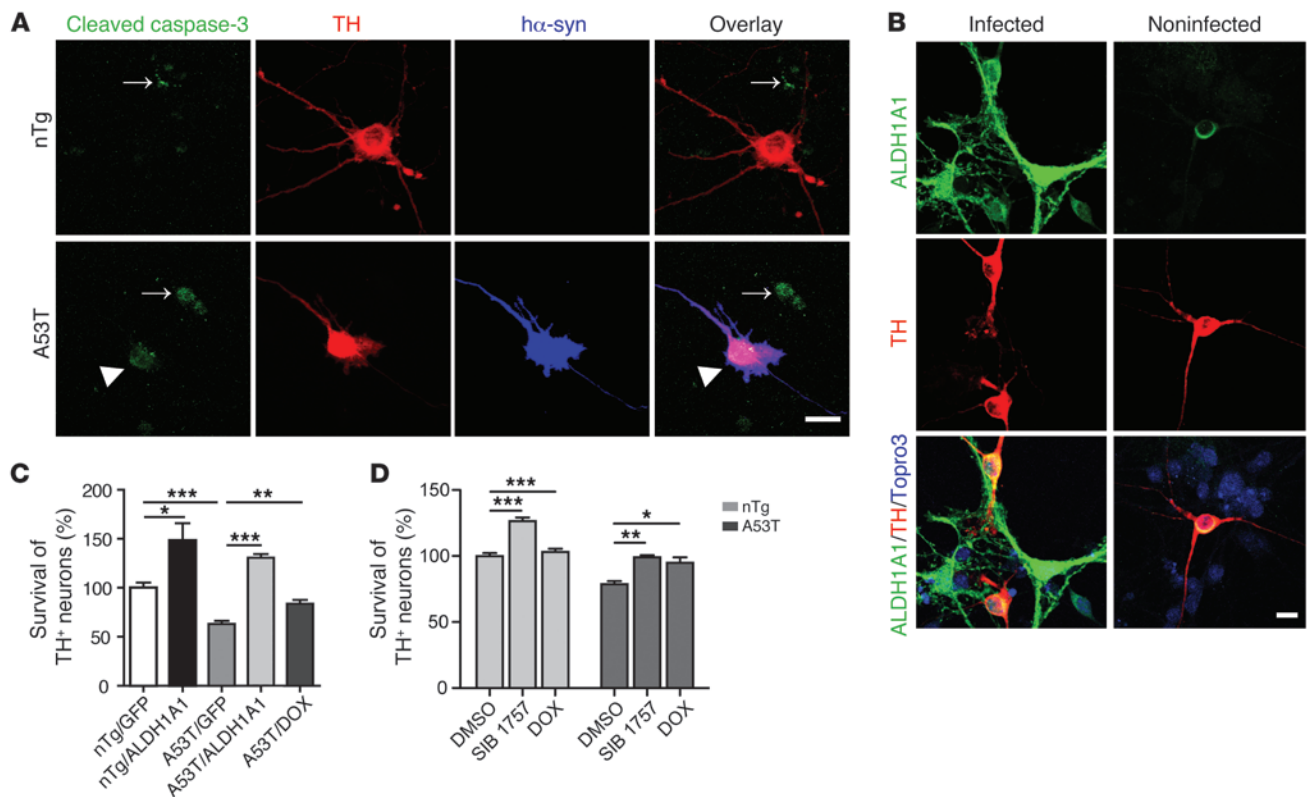 A
Cleaved caspase-3 TH hα-syn Overlay
nTg
A53T
B
Infected Noninfected
ALDH1A1
TH
ALDH1A1/TH/Topro3
C
Survival of
TH+ neurons (%)
200
150
100
50
0
***
*
***
**
nTg/GFP
nTg/ALDH1A1
A53T/GFP
A53T/ALDH1A1
A53T/DOX
D
Survival of
TH+ neurons (%)
150
100
50
0
***
***
*
**
nTg
A53T
DMSO
SIB 1757
DOX
DMSO
SIB 1757
DOX